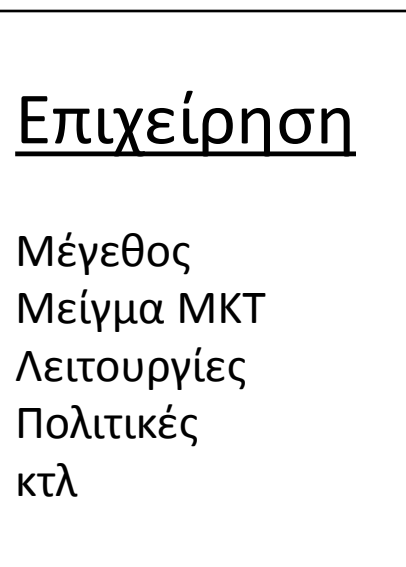 Επιχείρηση
Μέγεθος
Μείγμα ΜΚΤ
Λειτουργίες
Πολιτικές
κτλ